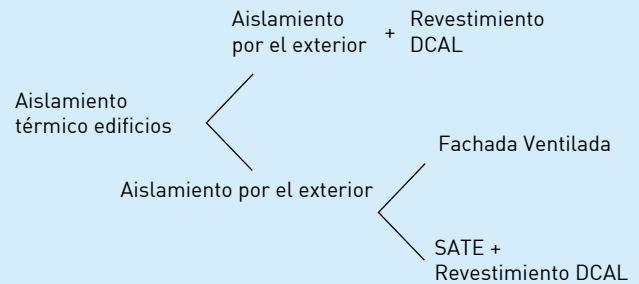 Aislamiento
por el exterior + Revestimiento
DCAL
Aislamiento
térmico edificios
Aislamiento por el exterior
Fachada Ventilada
SATE +
Revestimiento DCAL